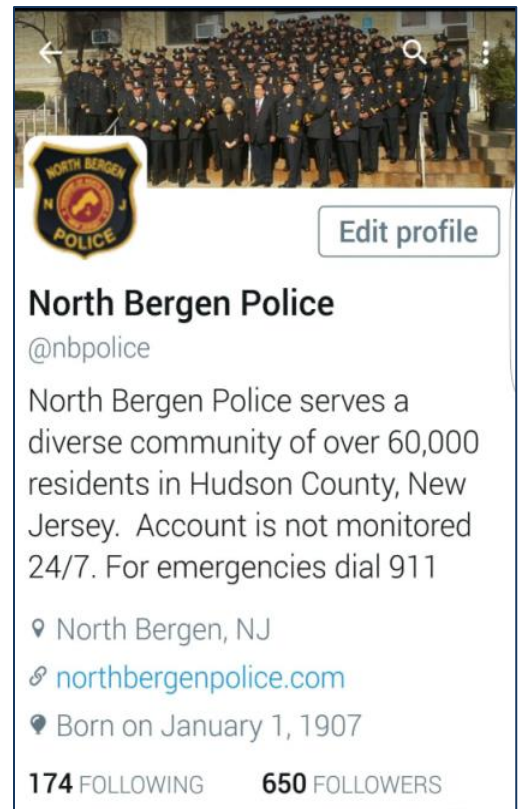 NORTH BERGEN
N J
POLICE
Edit profile
North Bergen Police
@nbpolice
North Bergen Police serves a
diverse community of over 60,000
residents in Hudson County, New
Jersey.  Account is not monitored
24/7. For emergencies dial 911
North Bergen, NJ
northbergenpolice.com
Born on January 1, 1907
174 FOLLOWING 650 FOLLOWERS